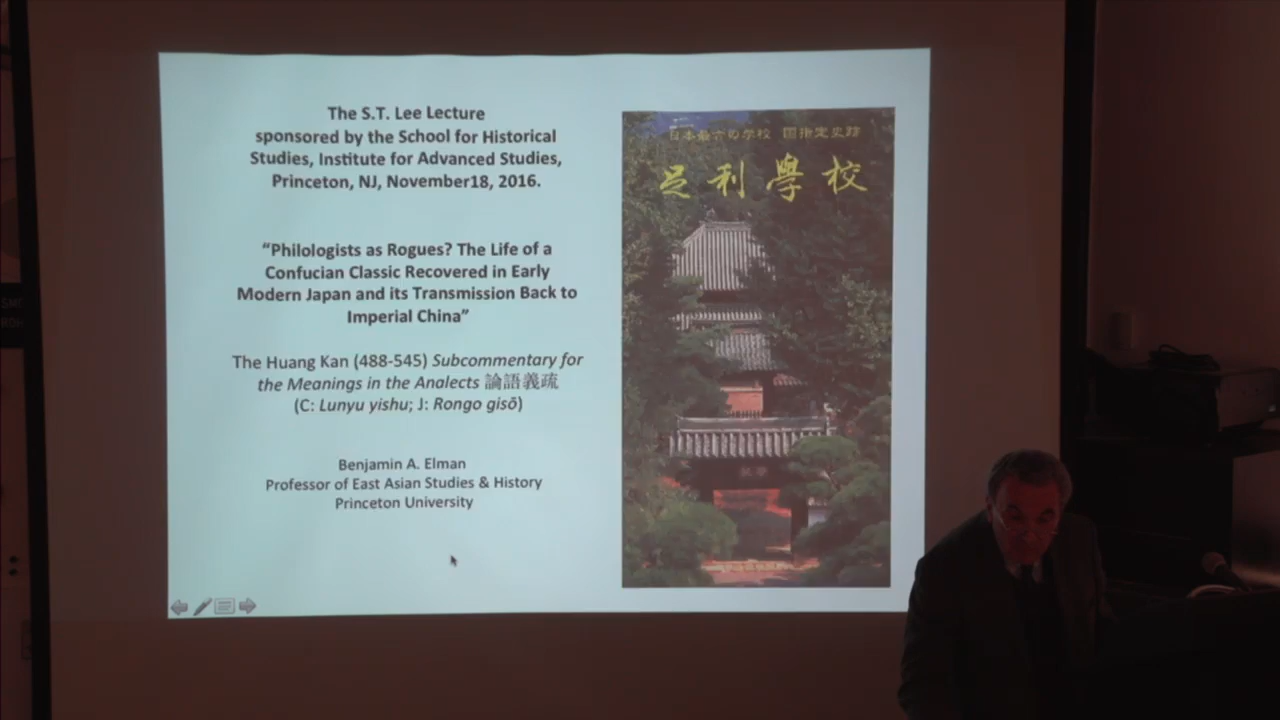 The S.T. Lee Lecture
sponsored by the School for Historical
Studies, Institute for Advanced Studies,
Princeton, NJ, November18, 2016.
“Philologists as Rogues? The Life of a
Confucian Classic Recovered in Early
Modern Japan and its Transmission Back to
Imperial China”
The Huang Kan (488-545) Subcommentary for
the Meanings in the Analects 論語義疏
(C: Lunyu yishu; J: Rongo gisō)
Benjamin A. Elman
Professor of East Asian Studies & History
Princeton University
日本最古の学校 国指定史跡
足利學校